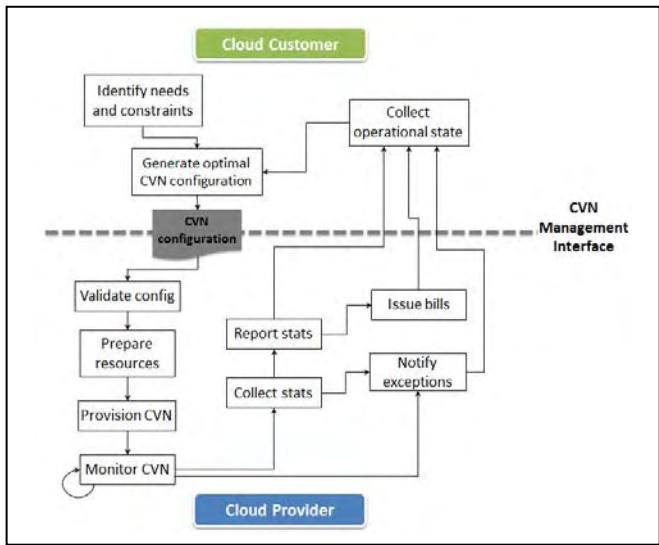 Cloud Customer
Identify needs
and constraints
Collect
operational state
Generate optimal
CVN configuration
CVN
configuration
CVN
Management
Interface
Validate config
Issue bills
Report stats
Prepare
resources
Notify
exceptions
Collect stats
Provision CVN
Monitor CVN
Cloud Provider